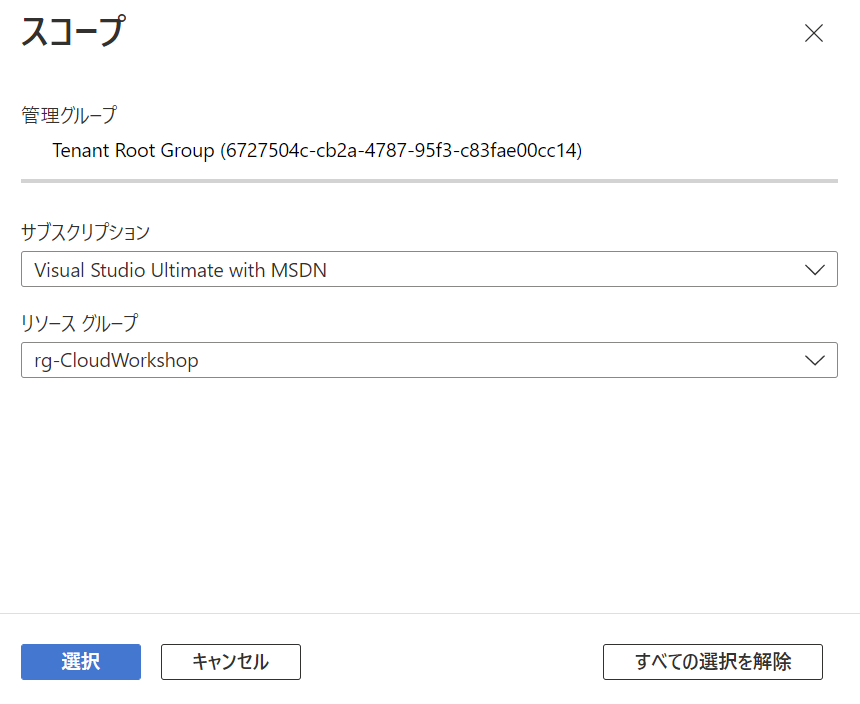 スコープ
管理グループ
Tenant Root Group (6727504c-cb2a-4787-95f3-c83fae00cc14)
サブスクリプション
Visual Studio Ultimate with MSDN
リソース グループ
rg-CloudWorkshop
選択
キャンセル
すべての選択を解除